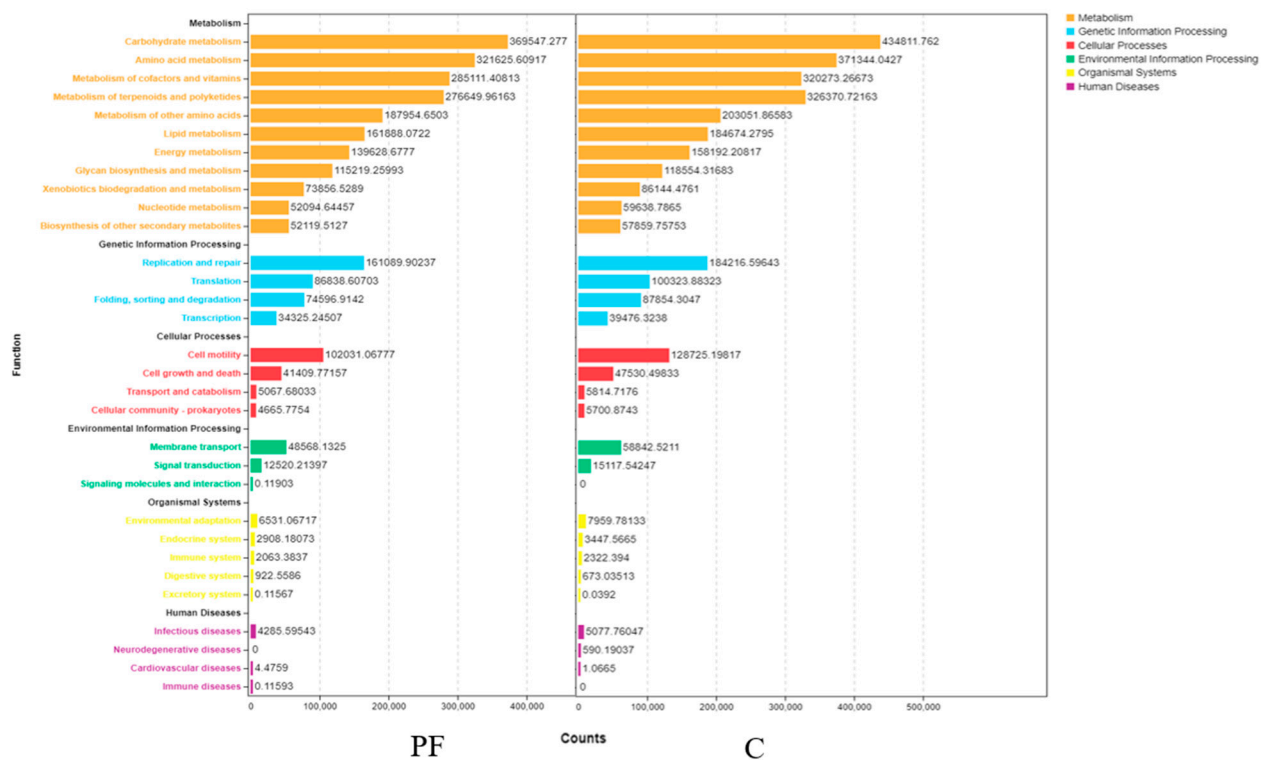 Metabolism
Carbohydrate metabolism 369547.277 434811.762
Amino acid metabolism 321625.60917 371344.0427
Metabolism of cofactors and vitamins 285111.40813 320273.26673
Metabolism of terpenoids and polyketides 276649.96163 326370.72163
Metabolism of other amino acids 187954.6503 203051.86583
Lipid metabolism 161888.0722 184674.2795
Energy metabolism 139628.6777 158192.20817
Glycan biosynthesis and metabolism 115219.25993 118554.31683
Xenobiotics biodegradation and metabolism 73856.5289 86144.4761
Nucleotide metabolism 52094.64457 59638.7865
Biosynthesis of other secondary metabolites 52119.5127 57859.75753
Genetic Information Processing
Replication and repair 161089.90237 184216.59643
Translation 86838.60703 100323.88323
Folding, sorting and degradation 74596.9142 87854.3047
Transcription 34325.24507 39476.3238
Cellular Processes
Cell motility 102031.06777 128725.19817
Cell growth and death 41409.77157 47530.49833
Transport and catabolism 5067.68033 5814.7176
Cellular community - prokaryotes 4665.7754 5700.8743
Environmental Information Processing
Membrane transport 48568.1325 58842.5211
Signal transduction 12520.21397 15117.54247
Signaling molecules and interaction 0.11903 0
Organismal Systems
Environmental adaptation 6531.06717 7959.78133
Endocrine system 2908.18073 3447.5665
Immune system 2063.3837 2322.394
Digestive system 922.5586 673.03513
Excretory system 0.11567 0.0392
Human Diseases
Infectious diseases 4285.59543 5077.76047
Neurodegenerative diseases 0 590.19037
Cardiovascular diseases 4.4759 1.0665
Immune diseases 0.11593 0
0 100,000 200,000 300,000 400,000 0 100,000 200,000 300,000 400,000 500,000
Function
Counts
PF C
Metabolism
Genetic Information Processing
Cellular Processes
Environmental Information Processing
Organismal Systems
Human Diseases